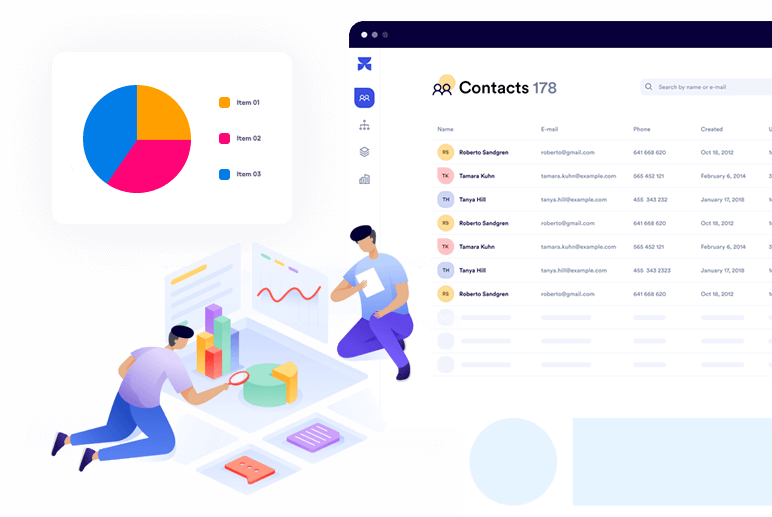 Item 01
Item 02
Item 03
Contacts 178
Search by name or e-mail
Name E-mail Phone Created
RS Roberto Sandgren roberto@gmail.com 641 668 620 Oct 18, 2012
TK Tamara Kuhn tamara.kuhn@example.com 565 452 121 February 6, 2014
TH Tanya Hill tanya.hill@example.com 455 343 232 January 17, 2018
RS Roberto Sandgren roberto@gmail.com 641 668 620 Oct 18, 2012
TK Tamara Kuhn tamara.kuhn@example.com 565 452 121 February 6, 2014
TH Tanya Hill tanya.hill@example.com 455 343 2323 January 17, 2018
RS Roberto Sandgren roberto@gmail.com 641 668 620 Oct 18, 2012